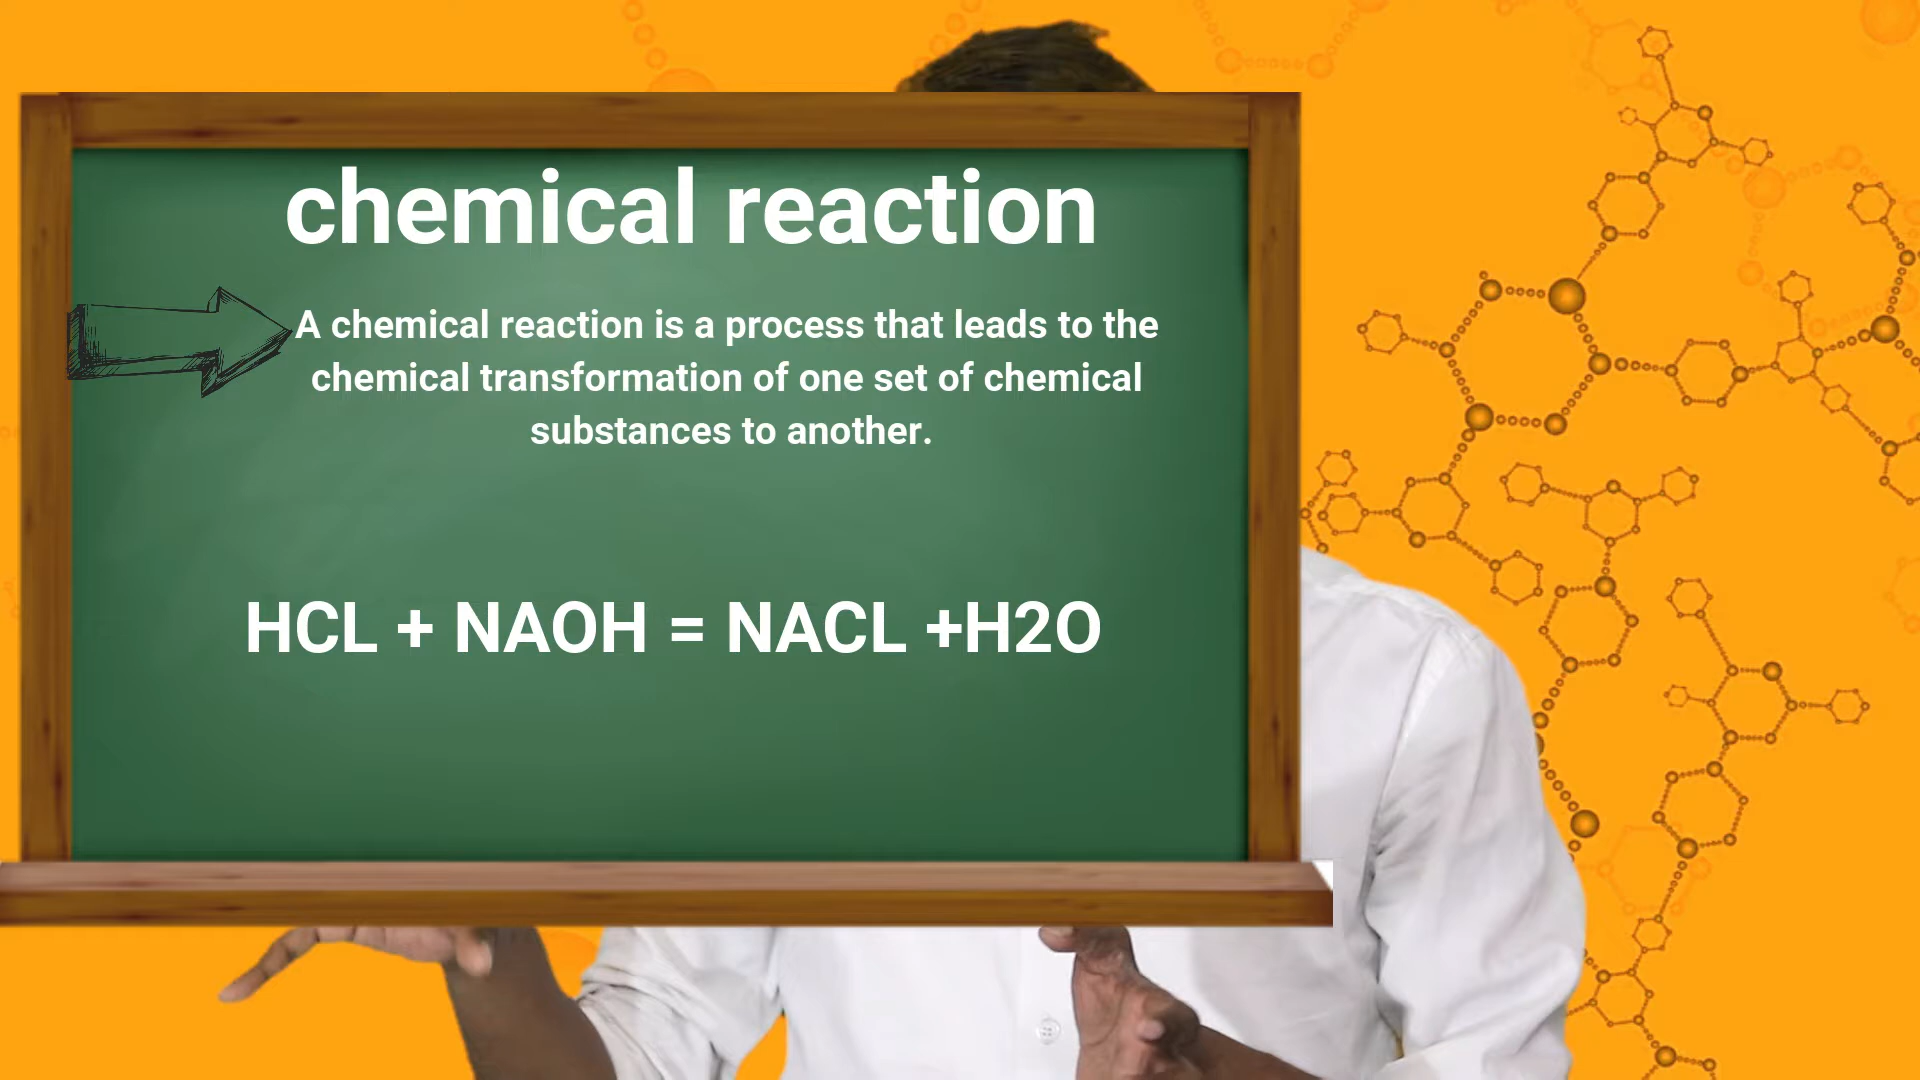 chemical reaction
A chemical reaction is a process that leads to the
chemical transformation of one set of chemical
substances to another.
HCL + NAOH = NACL +H2O